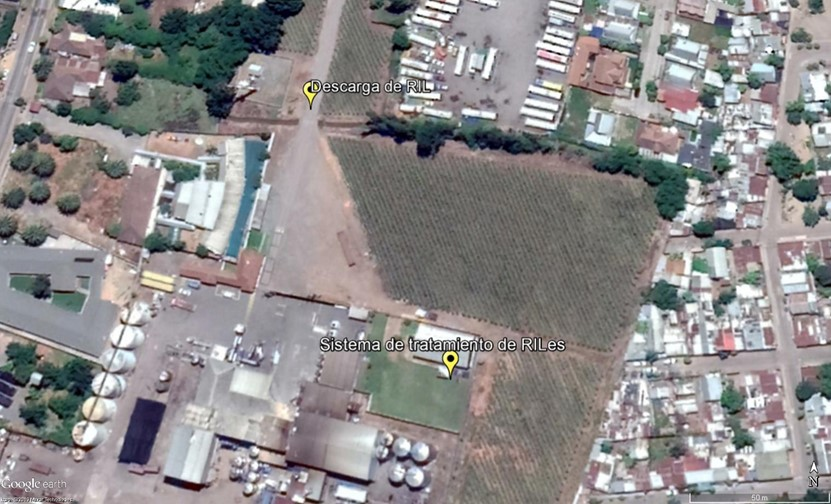 Descarga de RIL
Sistema de tratamiento de RILes
Google earth
N
50 m